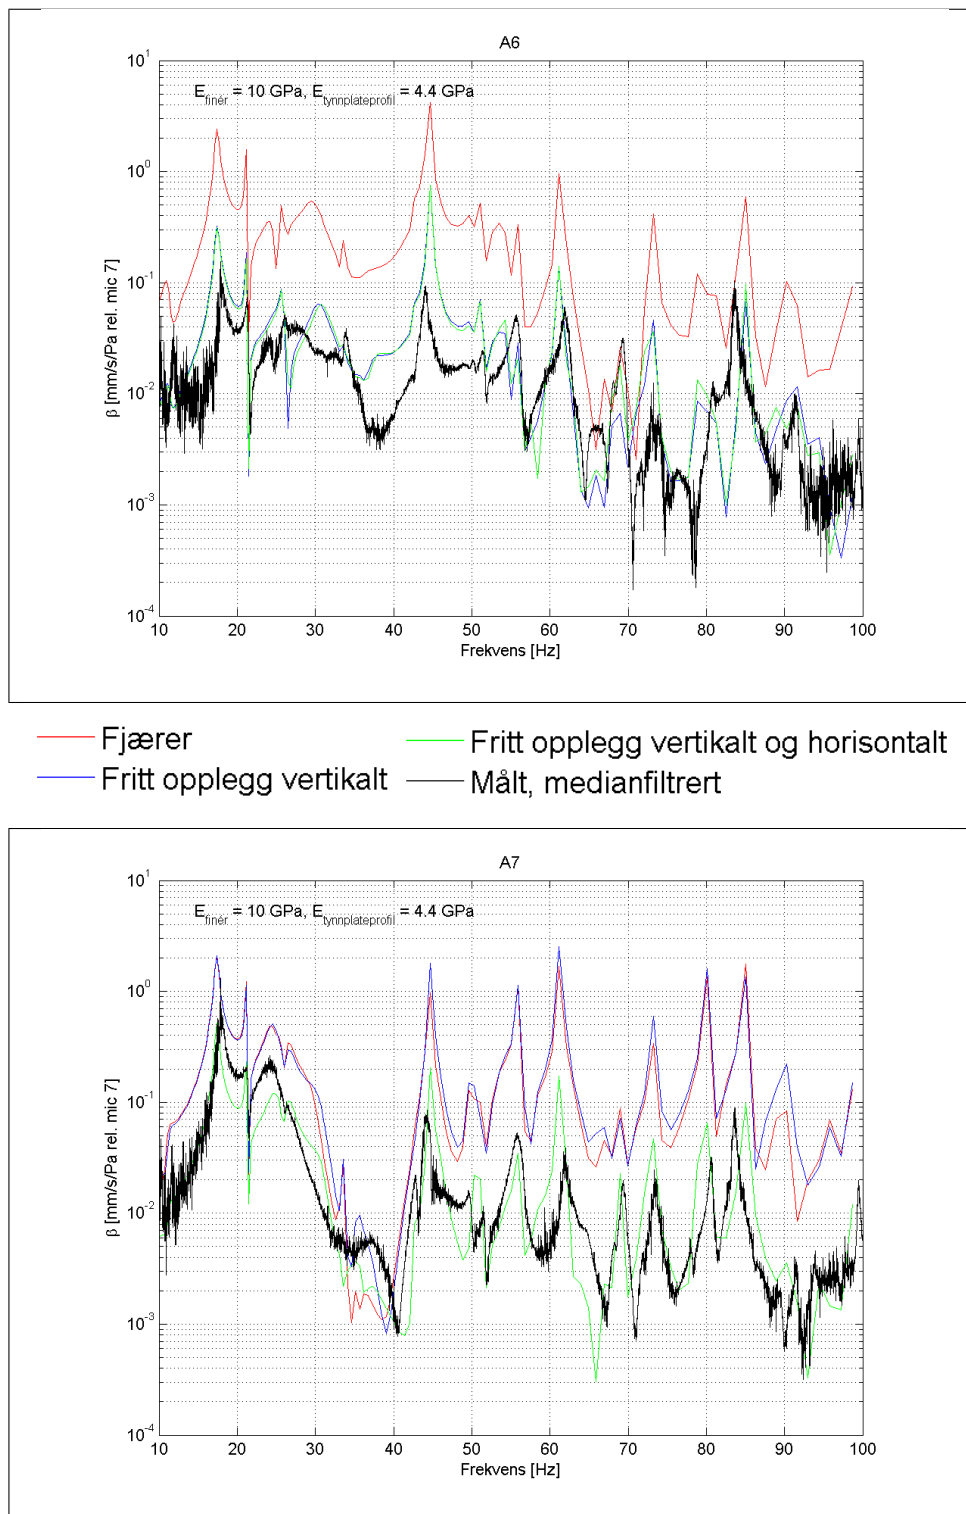 A6
E_finér = 10 GPa, E_tynnplateprofil = 4.4 GPa
10^1
10^0
10^-1
10^-2
10^-3
10^-4
β [mm/s/Pa rel. mic 7]
10 20 30 40 50 60 70 80 90 100
Frekvens [Hz]
Fjærer
Fritt opplegg vertikalt og horisontalt
Fritt opplegg vertikalt
Målt, medianfiltrert
A7
E_finér = 10 GPa, E_tynnplateprofil = 4.4 GPa
10^1
10^0
10^-1
10^-2
10^-3
10^-4
β [mm/s/Pa rel. mic 7]
10 20 30 40 50 60 70 80 90 100
Frekvens [Hz]